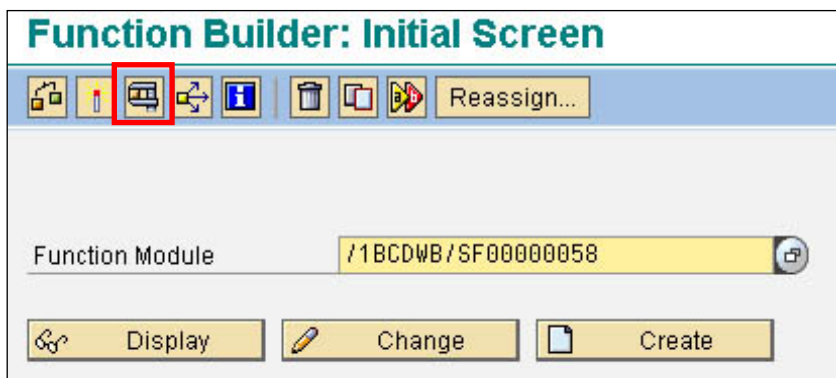 Function Builder: Initial Screen
Reassign...
Function Module /1BCDWB/SF00000058
Display Change Create